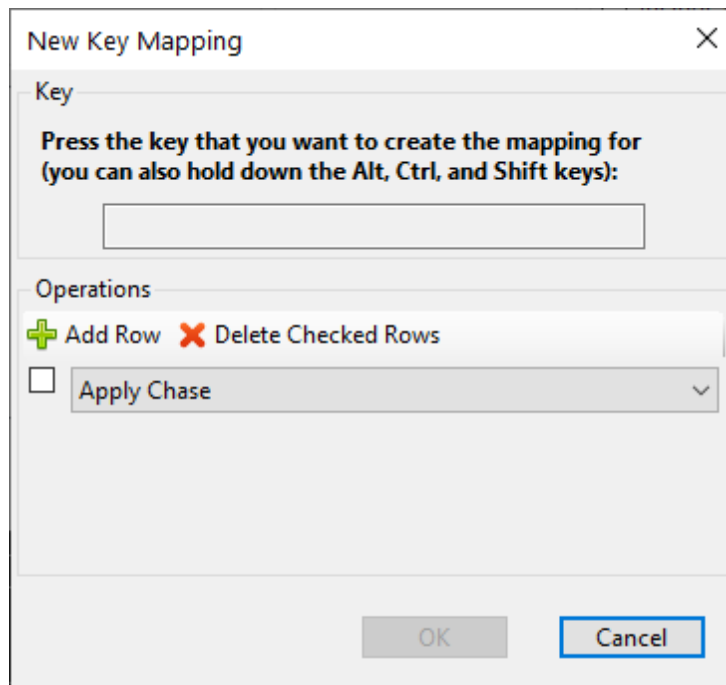 New Key Mapping
Key
Press the key that you want to create the mapping for
(you can also hold down the Alt, Ctrl, and Shift keys):
Operations
Add Row Delete Checked Rows
Apply Chase
OK Cancel